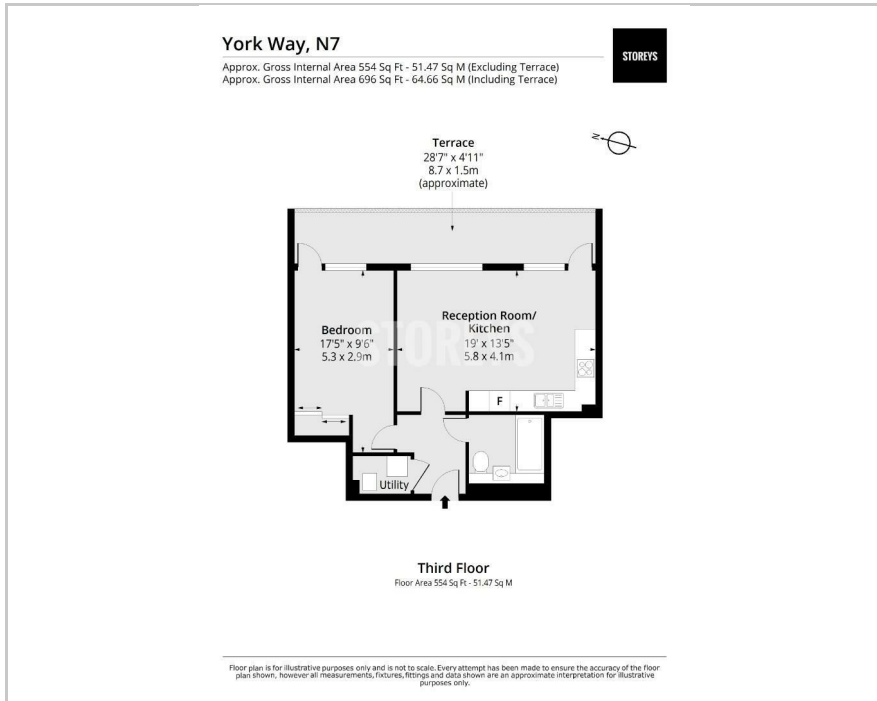 York Way, N7
Approx. Gross Internal Area 554 Sq Ft - 51.47 Sq M (Excluding Terrace)
Approx. Gross Internal Area 696 Sq Ft - 64.66 Sq M (Including Terrace)
STOREYS
N
Terrace
28'7" x 4'11"
8.7 x 1.5m
(approximate)
Bedroom
17'5" x 9'6"
5.3 x 2.9m
STOREYS
Reception Room/
Kitchen
19' x 13'5"
5.8 x 4.1m
F
Utility
Third Floor
Floor Area 554 Sq Ft - 51.47 Sq M
Floor plan is for illustrative purposes only and is not to scale. Every attempt has been made to ensure the accuracy of the floor
plan shown, however all measurements, fixtures, fittings and data shown are an approximate interpretation for illustrative
purposes only.